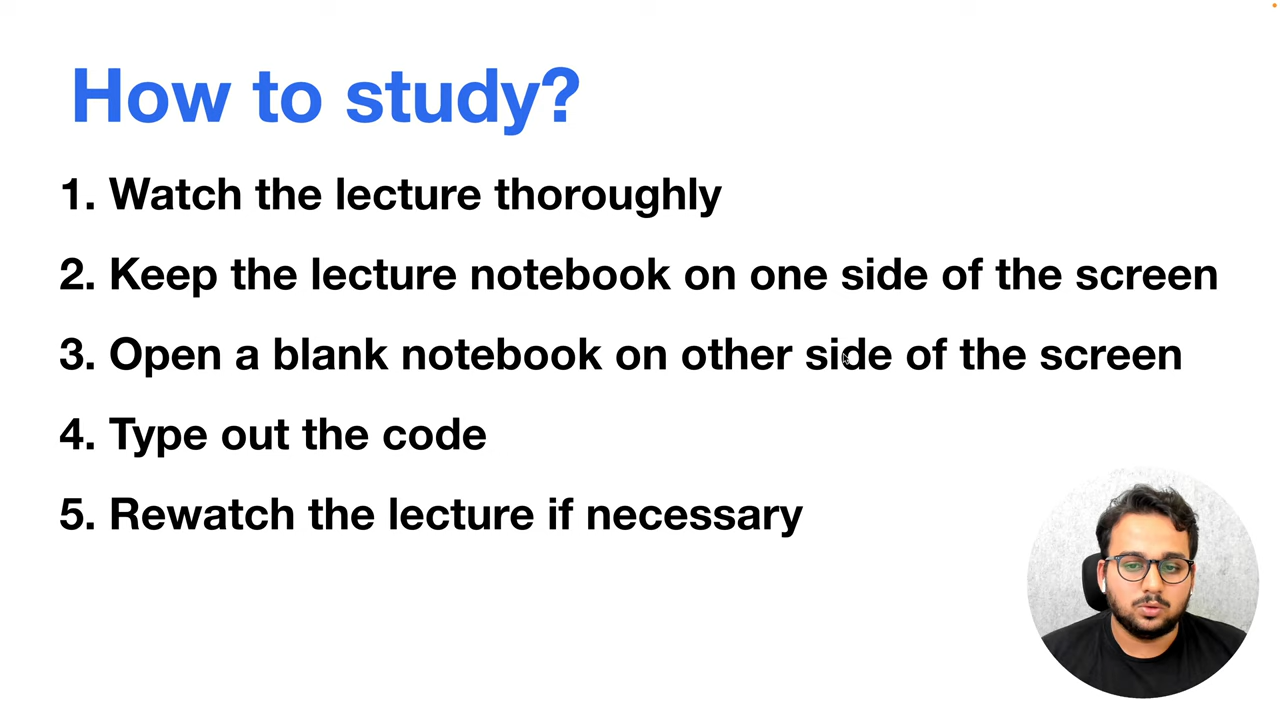 How to study?
1. Watch the lecture thoroughly
2. Keep the lecture notebook on one side of the screen
3. Open a blank notebook on other side of the screen
4. Type out the code
5. Rewatch the lecture if necessary